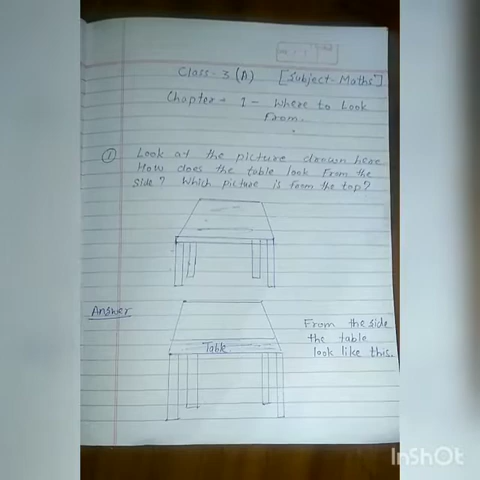 Class - 3 (A) [Subject - Maths]
Chapter - 1 - Where to Look
From.
① Look at the picture drown here.
How does the table look From the
side? Which picture is form the top?
Answer
Table
From the side
the table
look like this.
InShOt